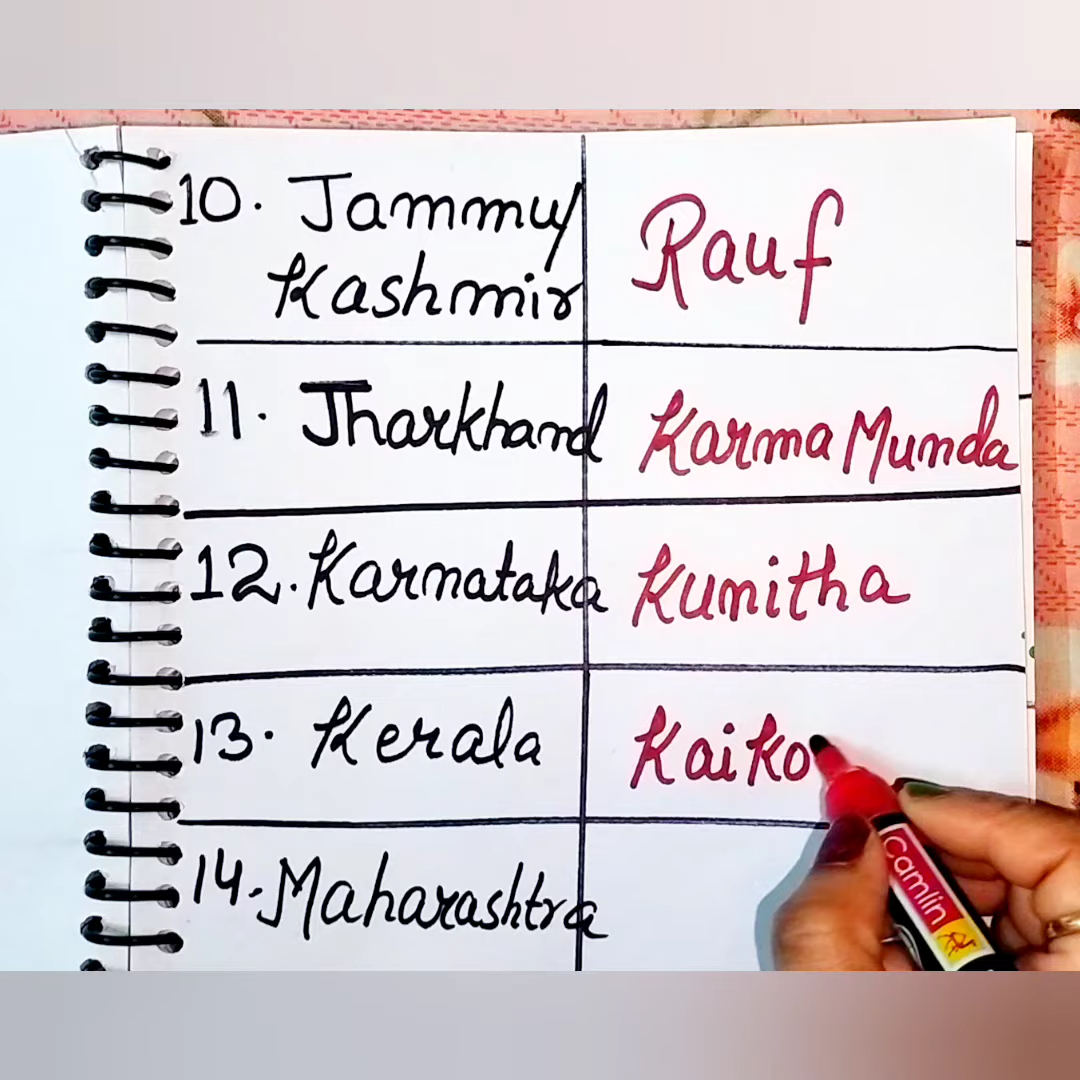 10. Jammu/ Rauf
Kashmir
11. Jharkhand Karma Munda
12. Karnataka Kunitha
13. Kerala Kaiko
14. Maharashtra
camlin